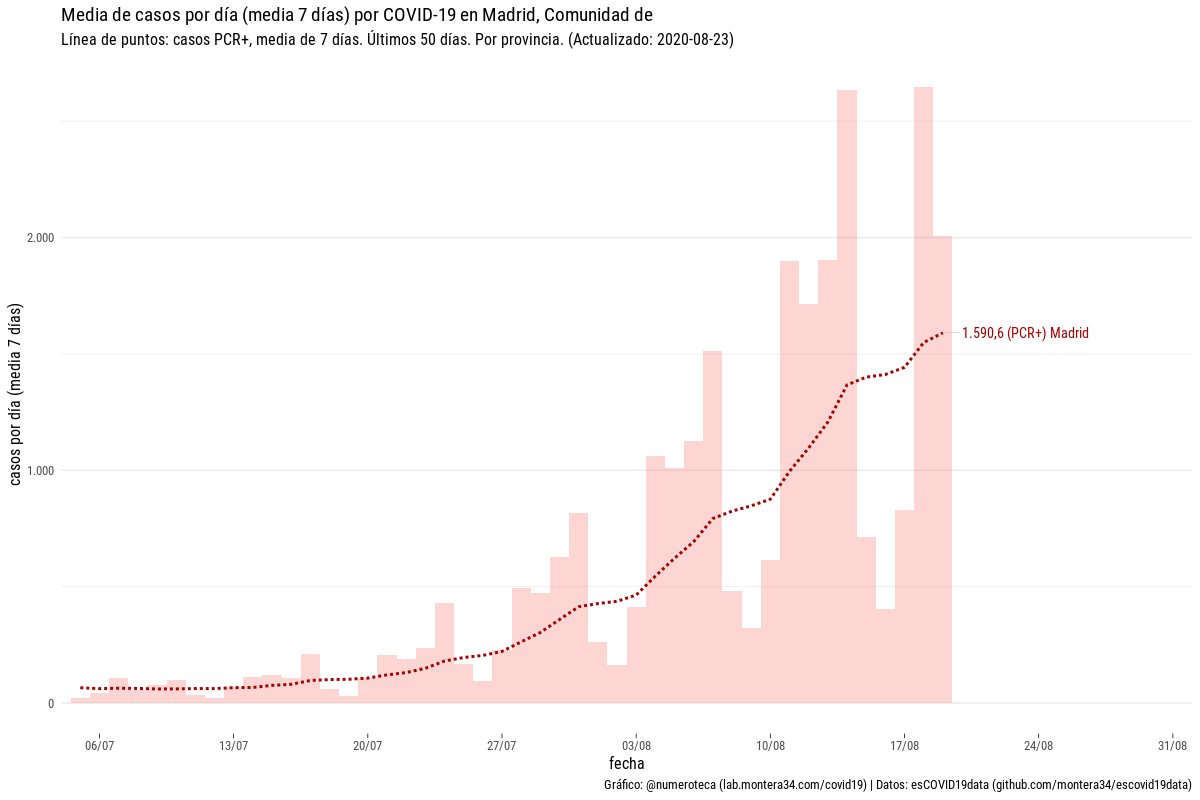 Media de casos por día (media 7 días) por COVID-19 en Madrid, Comunidad de
Línea de puntos: casos PCR+, media de 7 días. Últimos 50 días. Por provincia. (Actualizado: 2020-08-23)
casos por día (media 7 días)
2.000
1.000
0
1.590,6 (PCR+) Madrid
06/07
13/07
20/07
27/07
03/08
10/08
17/08
24/08
31/08
fecha
Gráfico: @numeroteca (lab.montera34.com/covid19) | Datos: esCOVID19data (github.com/montera34/escovid19data)